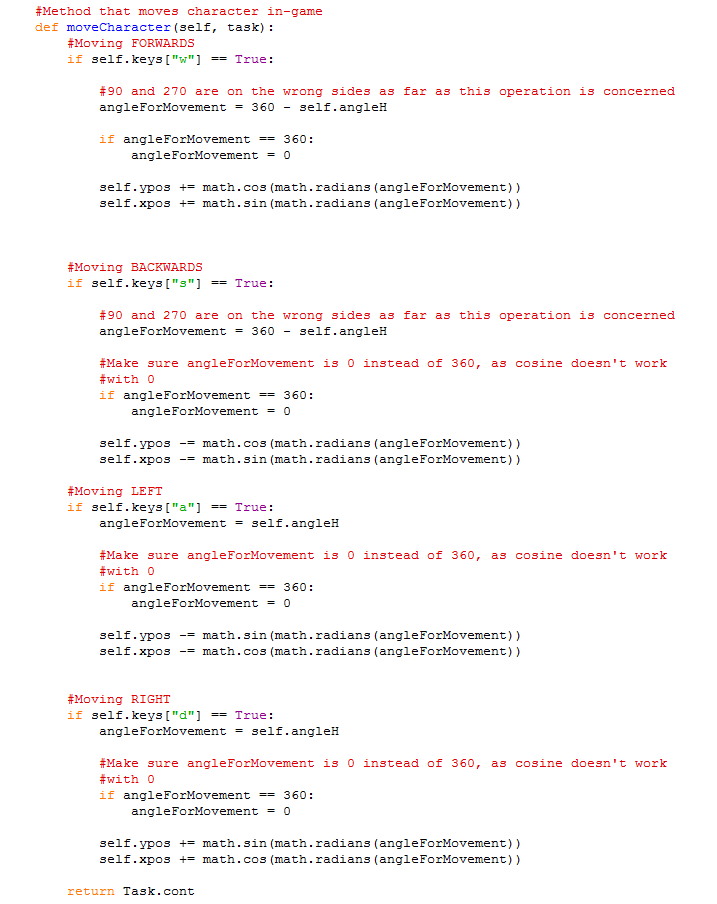 #Method that moves character in-game
def moveCharacter(self, task):
#Moving FORWARDS
if self.keys["w"] == True:
#90 and 270 are on the wrong sides as far as this operation is concerned
angleForMovement = 360 - self.angleH
if angleForMovement == 360:
angleForMovement = 0
self.ypos += math.cos(math.radians(angleForMovement))
self.xpos += math.sin(math.radians(angleForMovement))
#Moving BACKWARDS
if self.keys["s"] == True:
#90 and 270 are on the wrong sides as far as this operation is concerned
angleForMovement = 360 - self.angleH
#Make sure angleForMovement is 0 instead of 360, as cosine doesn't work
#with 0
if angleForMovement == 360:
angleForMovement = 0
self.ypos -= math.cos(math.radians(angleForMovement))
self.xpos -= math.sin(math.radians(angleForMovement))
#Moving LEFT
if self.keys["a"] == True:
angleForMovement = self.angleH
#Make sure angleForMovement is 0 instead of 360, as cosine doesn't work
#with 0
if angleForMovement == 360:
angleForMovement = 0
self.ypos -= math.sin(math.radians(angleForMovement))
self.xpos -= math.cos(math.radians(angleForMovement))
#Moving RIGHT
if self.keys["d"] == True:
angleForMovement = self.angleH
#Make sure angleForMovement is 0 instead of 360, as cosine doesn't work
#with 0
if angleForMovement == 360:
angleForMovement = 0
self.ypos += math.sin(math.radians(angleForMovement))
self.xpos += math.cos(math.radians(angleForMovement))
return Task.cont